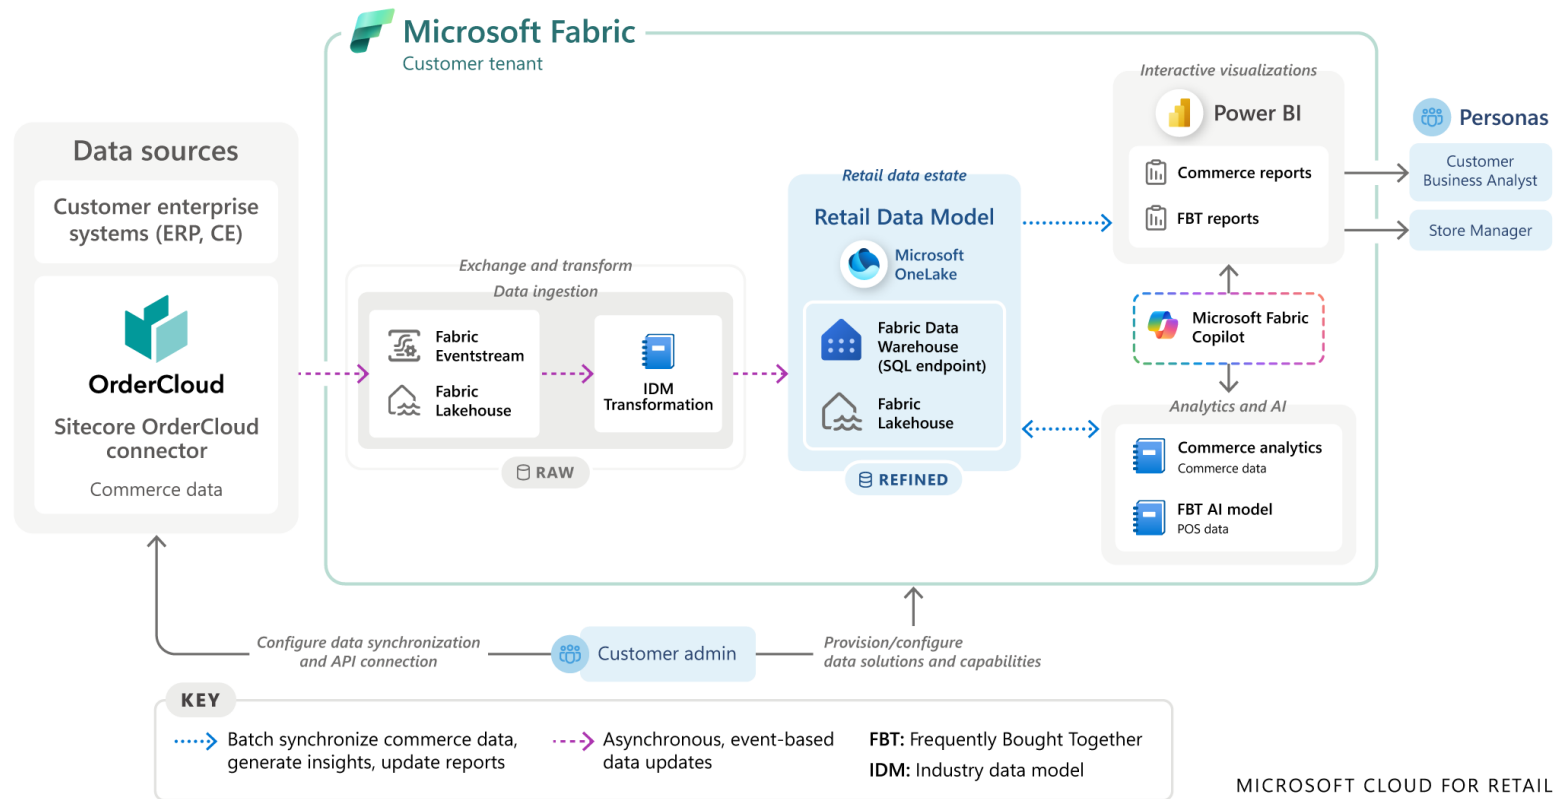 Microsoft Fabric
Customer tenant
Data sources
Customer enterprise
systems (ERP, CE)
OrderCloud
Sitecore OrderCloud
connector
Commerce data
Exchange and transform
Data ingestion
Fabric
Eventstream
Fabric
Lakehouse
IDM
Transformation
RAW
Retail data estate
Retail Data Model
Microsoft
OneLake
Fabric Data
Warehouse
(SQL endpoint)
Fabric
Lakehouse
REFINED
Interactive visualizations
Power BI
Commerce reports
FBT reports
Microsoft Fabric
Copilot
Analytics and AI
Commerce analytics
Commerce data
FBT AI model
POS data
Personas
Customer
Business Analyst
Store Manager
Configure data synchronization
and API connection
Customer admin
Provision/configure
data solutions and capabilities
KEY
Batch synchronize commerce data,
generate insights, update reports
Asynchronous, event-based
data updates
FBT: Frequently Bought Together
IDM: Industry data model
MICROSOFT CLOUD FOR RETAIL